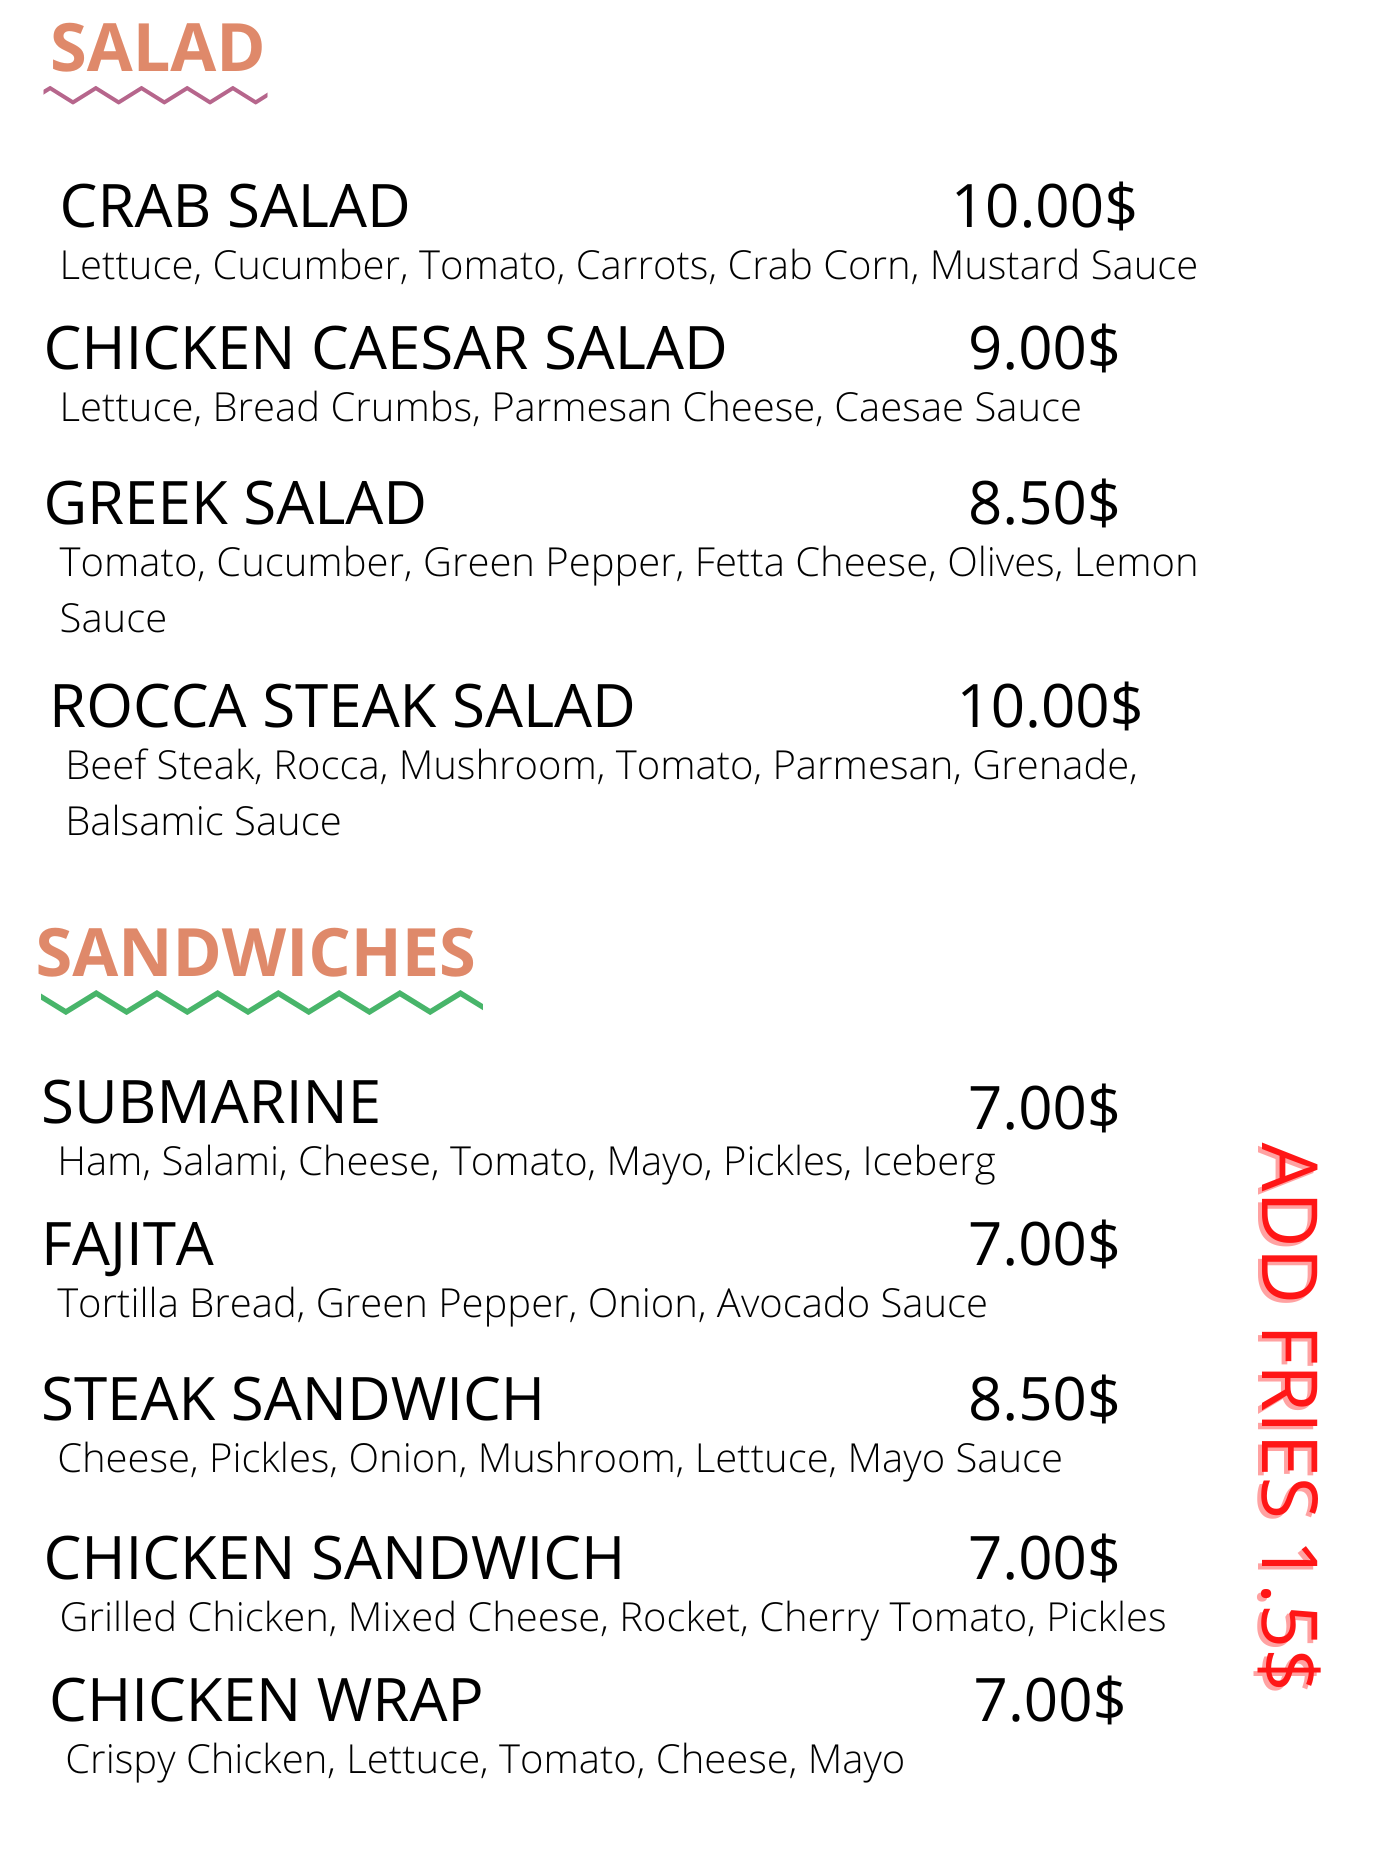 SALAD
CRAB SALAD 10.00$
Lettuce, Cucumber, Tomato, Carrots, Crab Corn, Mustard Sauce
CHICKEN CAESAR SALAD 9.00$
Lettuce, Bread Crumbs, Parmesan Cheese, Caesae Sauce
GREEK SALAD 8.50$
Tomato, Cucumber, Green Pepper, Fetta Cheese, Olives, Lemon
Sauce
ROCCA STEAK SALAD 10.00$
Beef Steak, Rocca, Mushroom, Tomato, Parmesan, Grenade,
Balsamic Sauce
SANDWICHES
SUBMARINE 7.00$
Ham, Salami, Cheese, Tomato, Mayo, Pickles, Iceberg
FAJITA 7.00$
Tortilla Bread, Green Pepper, Onion, Avocado Sauce
STEAK SANDWICH 8.50$
Cheese, Pickles, Onion, Mushroom, Lettuce, Mayo Sauce
CHICKEN SANDWICH 7.00$
Grilled Chicken, Mixed Cheese, Rocket, Cherry Tomato, Pickles
CHICKEN WRAP 7.00$
Crispy Chicken, Lettuce, Tomato, Cheese, Mayo
ADD FRIES 1.5$